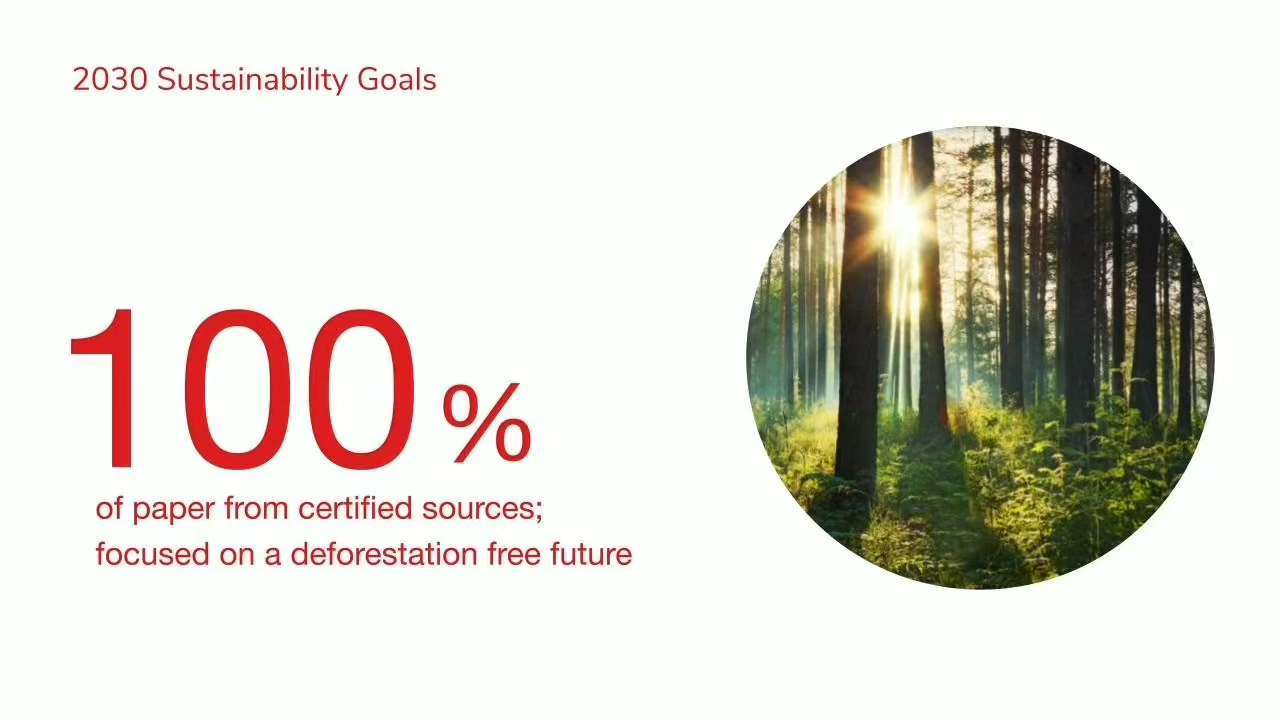 2030 Sustainability Goals
100 %
of paper from certified sources;
focused on a deforestation free future